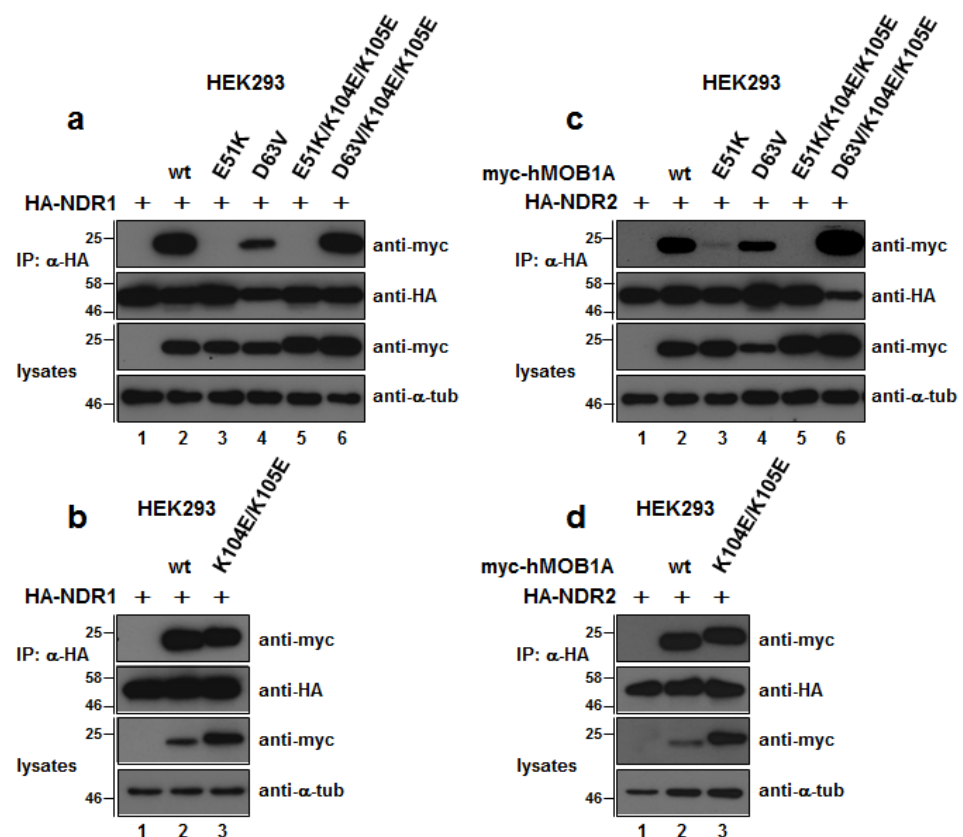 a
HEK293
wt E51K D63V E51K/K104E/K105E D63V/K104E/K105E
HA-NDR1 + + + + + +
IP: α-HA
25 anti-myc
58
46 anti-HA
lysates
25 anti-myc
46 anti-α-tub
1 2 3 4 5 6
c
HEK293
myc-hMOB1A wt E51K D63V E51K/K104E/K105E D63V/K104E/K105E
HA-NDR2 + + + + + +
IP: α-HA
25 anti-myc
58
46 anti-HA
lysates
25 anti-myc
46 anti-α-tub
1 2 3 4 5 6
b
HEK293
wt K104E/K105E
HA-NDR1 + + +
IP: α-HA
25 anti-myc
58
46 anti-HA
lysates
25 anti-myc
46 anti-α-tub
1 2 3
d
HEK293
myc-hMOB1A wt K104E/K105E
HA-NDR2 + + +
IP: α-HA
25 anti-myc
58
46 anti-HA
lysates
25 anti-myc
46 anti-α-tub
1 2 3